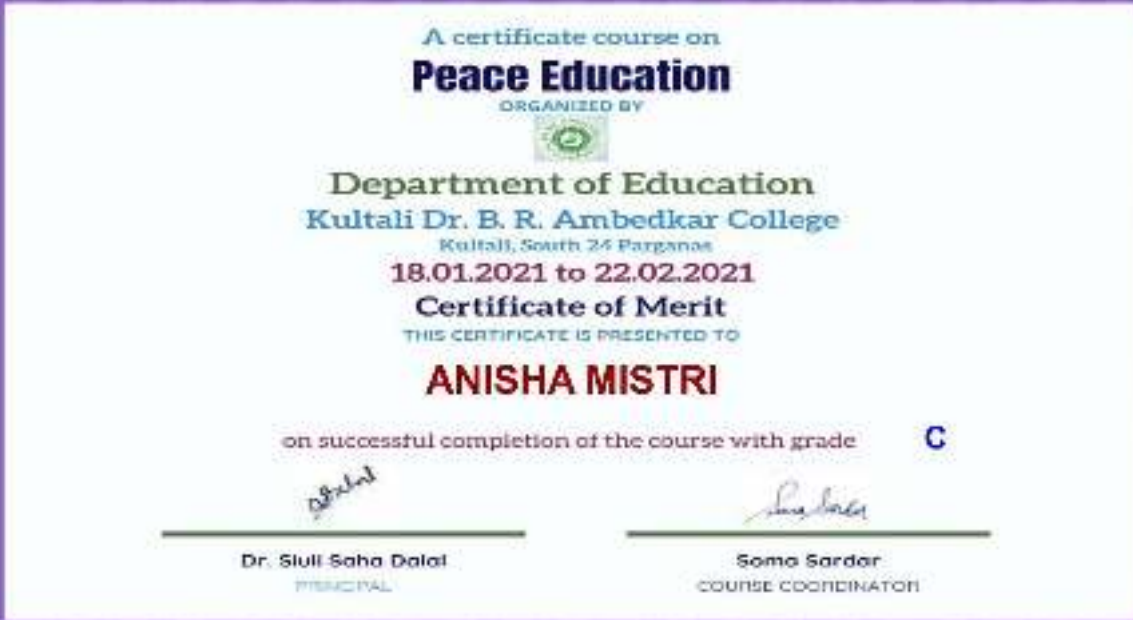 A certificate course on
Peace Education
ORGANIZED BY
Department of Education
Kultali Dr. B. R. Ambedkar College
Kultali, South 24 Parganas
18.01.2021 to 22.02.2021
Certificate of Merit
THIS CERTIFICATE IS PRESENTED TO
ANISHA MISTRI
on successful completion of the course with grade C
Dr. Siuli Saha Dalal
PRINCIPAL
Soma Sardar
COURSE COORDINATOR